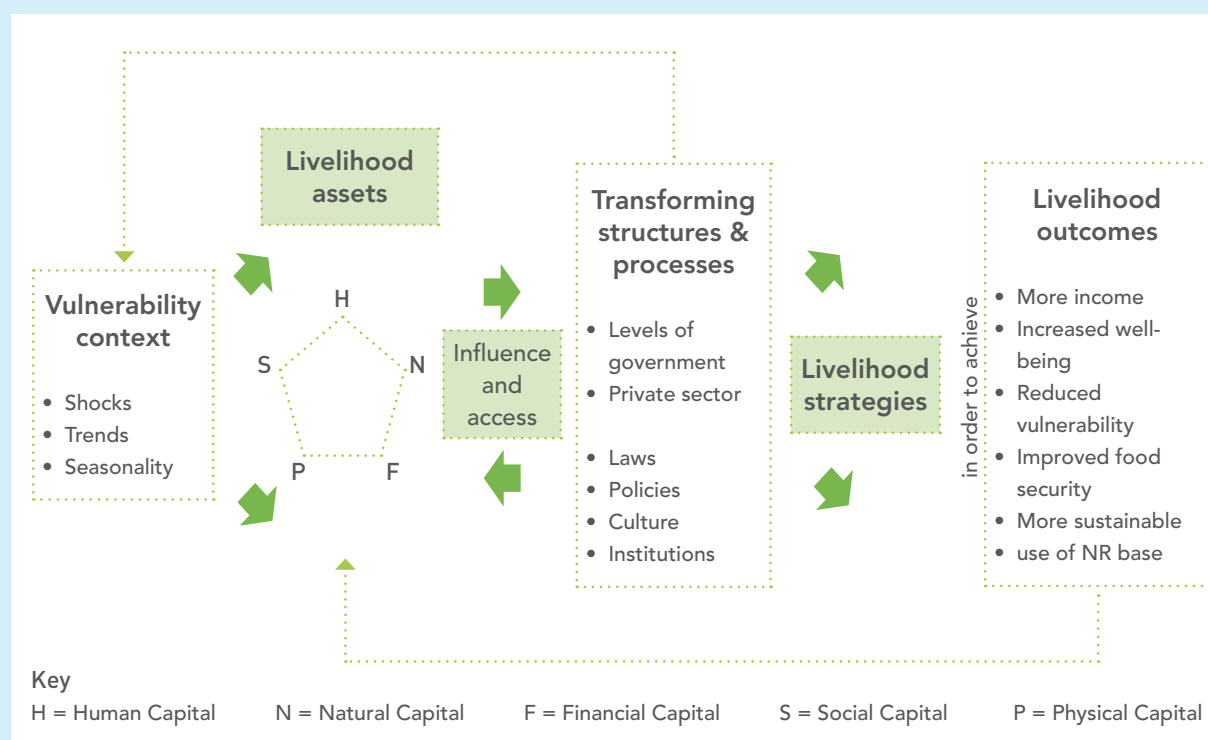 Livelihood
assets
Vulnerability
context
• Shocks
• Trends
• Seasonality
H
S
N
P
F
Influence
and
access
Transforming
structures &
processes
• Levels of
government
• Private sector
• Laws
• Policies
• Culture
• Institutions
Livelihood
strategies
in order to achieve
Livelihood
outcomes
• More income
• Increased well-
being
• Reduced
vulnerability
• Improved food
security
• More sustainable
• use of NR base
Key
H = Human Capital N = Natural Capital F = Financial Capital S = Social Capital P = Physical Capital